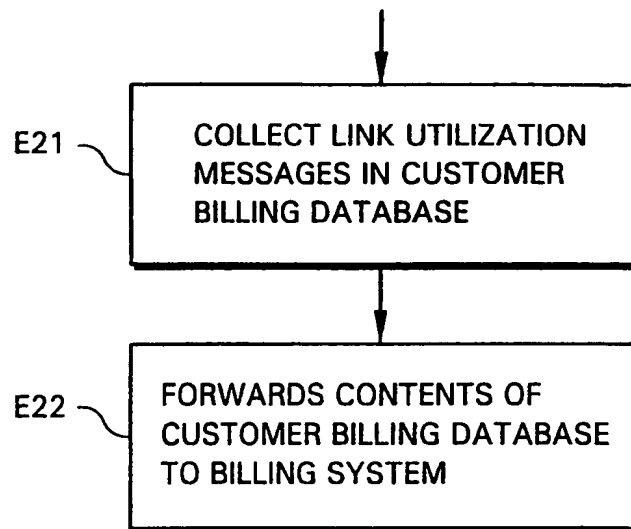 E21
COLLECT LINK UTILIZATION
MESSAGES IN CUSTOMER
BILLING DATABASE
E22
FORWARDS CONTENTS OF
CUSTOMER BILLING DATABASE
TO BILLING SYSTEM